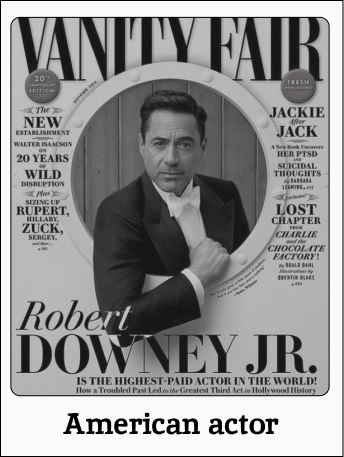 VANITY FAIR
20TH
ANNIVERSARY
EDITION
OCTOBER 2014
FRESH
REVELATIONS!
The
NEW
ESTABLISHMENT
WALTER ISAACSON
ON
20 YEARS
OF
WILD
DISRUPTION
Plus
SIZING UP
RUPERT,
HILLARY,
ZUCK,
SERGEY,
and More...
JACKIE
After
JACK
A New Book Uncovers
HER PTSD
AND
SUICIDAL
THOUGHTS
By BARBARA
LEAMING
Exclusive!
LOST
CHAPTER
FROM
CHARLIE
and the
CHOCOLATE
FACTORY!
By ROALD DAHL
Illustrations by
QUENTIN BLAKE
Robert
DOWNEY JR.
IS THE HIGHEST-PAID ACTOR IN THE WORLD!
How a Troubled Past Led to the Greatest Third Act in Hollywood History
American actor